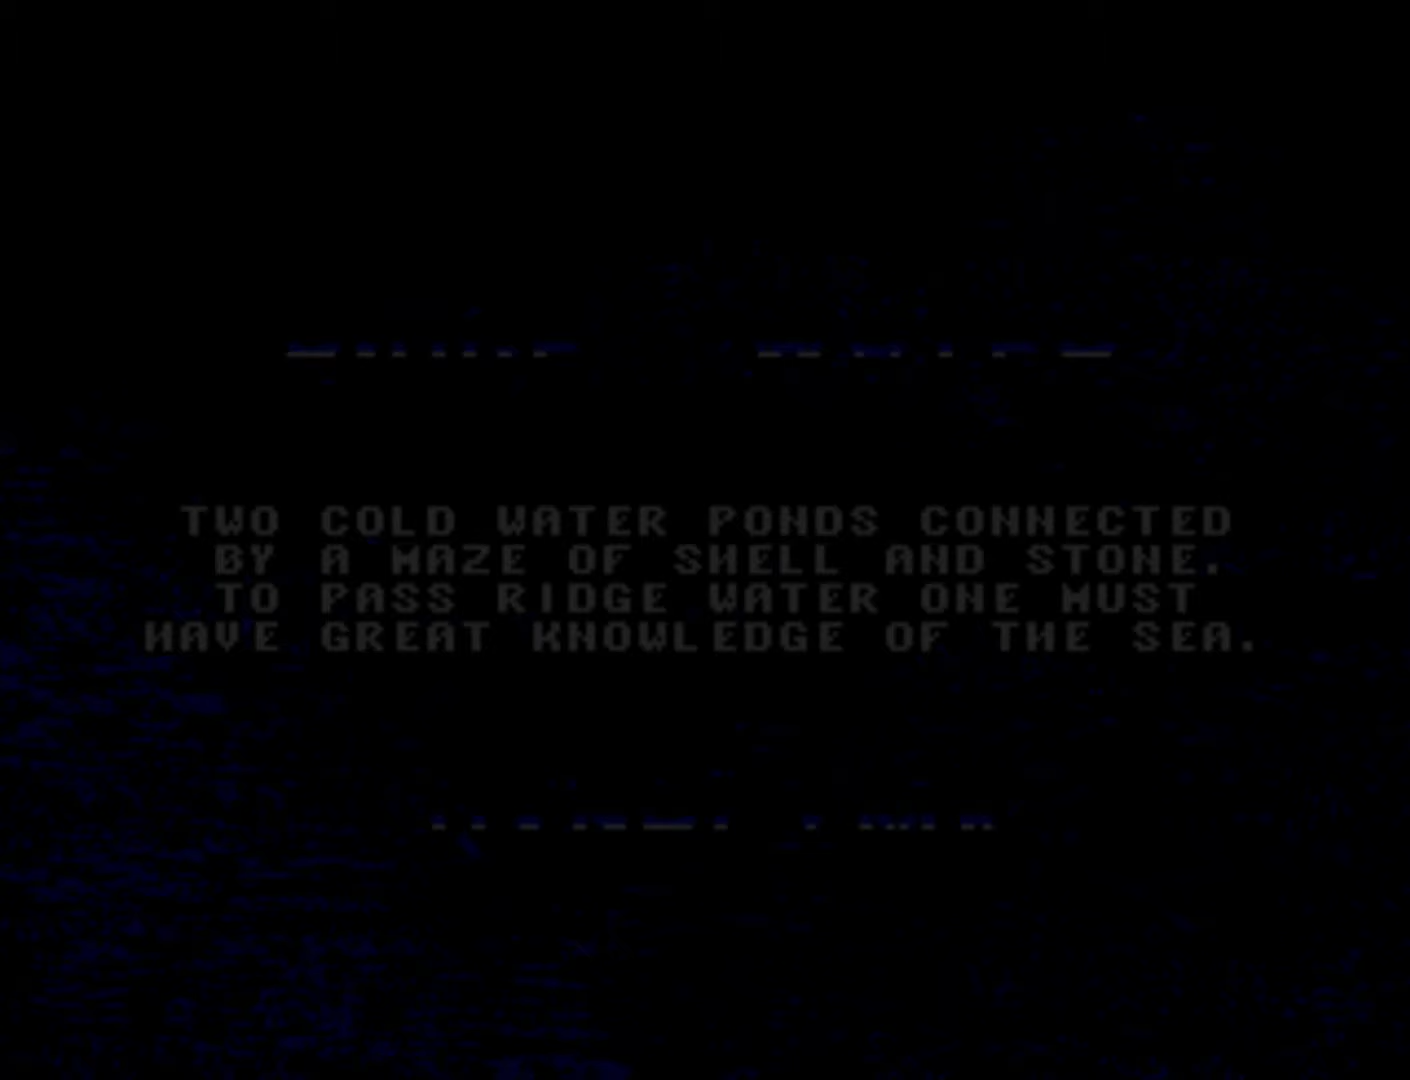 TWO COLD WATER PONDS CONNECTED
BY A MAZE OF SHELL AND STONE.
TO PASS RIDGE WATER ONE MUST
HAVE GREAT KNOWLEDGE OF THE SEA.